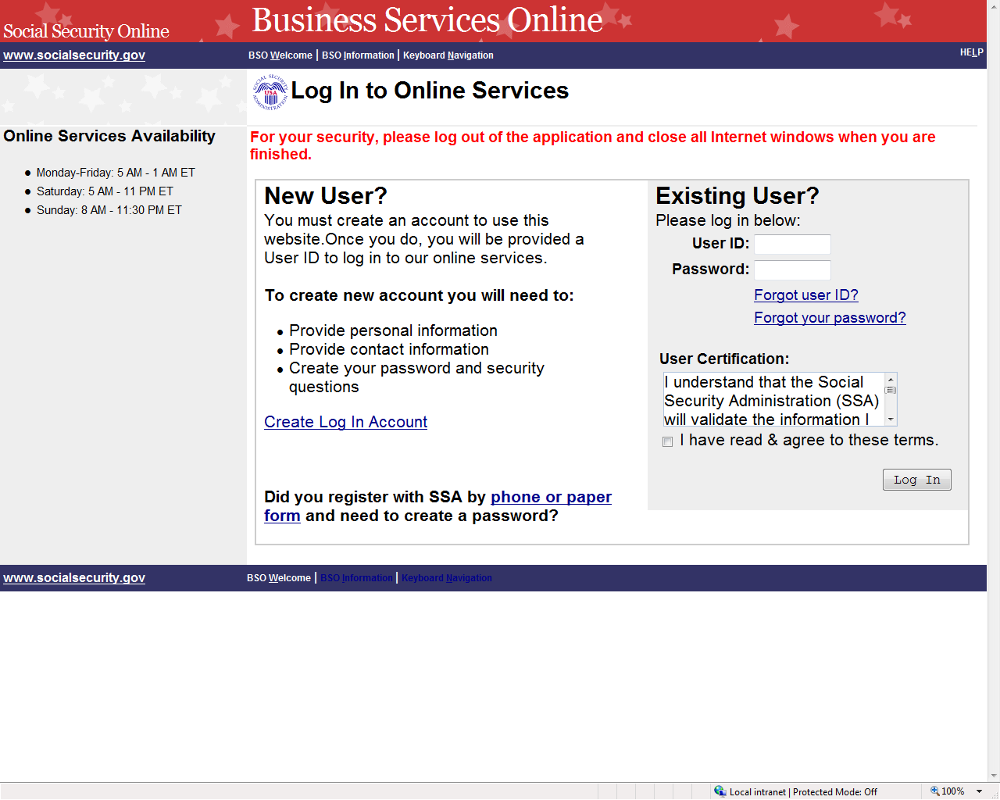 Social Security Online
Business Services Online
www.socialsecurity.gov
BSO Welcome | BSO Information | Keyboard Navigation
HELP
SOCIAL SECURITY
USA
ADMINISTRATION
Log In to Online Services
Online Services Availability
• Monday-Friday: 5 AM - 1 AM ET
• Saturday: 5 AM - 11 PM ET
• Sunday: 8 AM - 11:30 PM ET
For your security, please log out of the application and close all Internet windows when you are
finished.
New User?
You must create an account to use this
website.Once you do, you will be provided a
User ID to log in to our online services.
To create new account you will need to:
• Provide personal information
• Provide contact information
• Create your password and security
questions
Create Log In Account
Did you register with SSA by phone or paper
form and need to create a password?
Existing User?
Please log in below:
User ID:
Password:
Forgot user ID?
Forgot your password?
User Certification:
I understand that the Social
Security Administration (SSA)
will validate the information I
I have read & agree to these terms.
Log In
www.socialsecurity.gov
BSO Welcome | BSO Information | Keyboard Navigation
Local intranet | Protected Mode: Off
100%